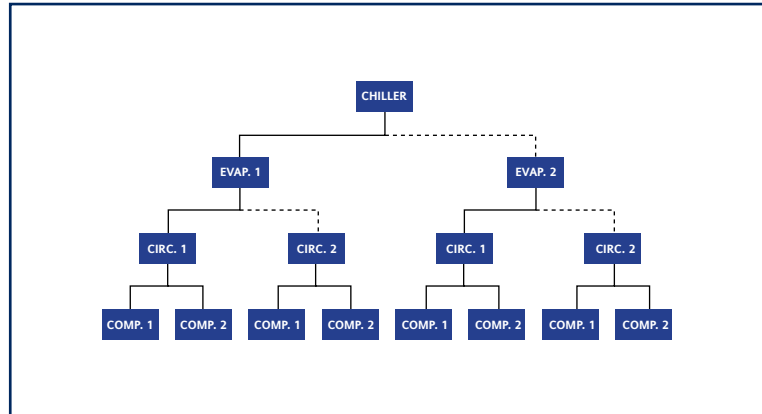 CHILLER
EVAP. 1
EVAP. 2
CIRC. 1
CIRC. 2
CIRC. 1
CIRC. 2
COMP. 1
COMP. 2
COMP. 1
COMP. 2
COMP. 1
COMP. 2
COMP. 1
COMP. 2